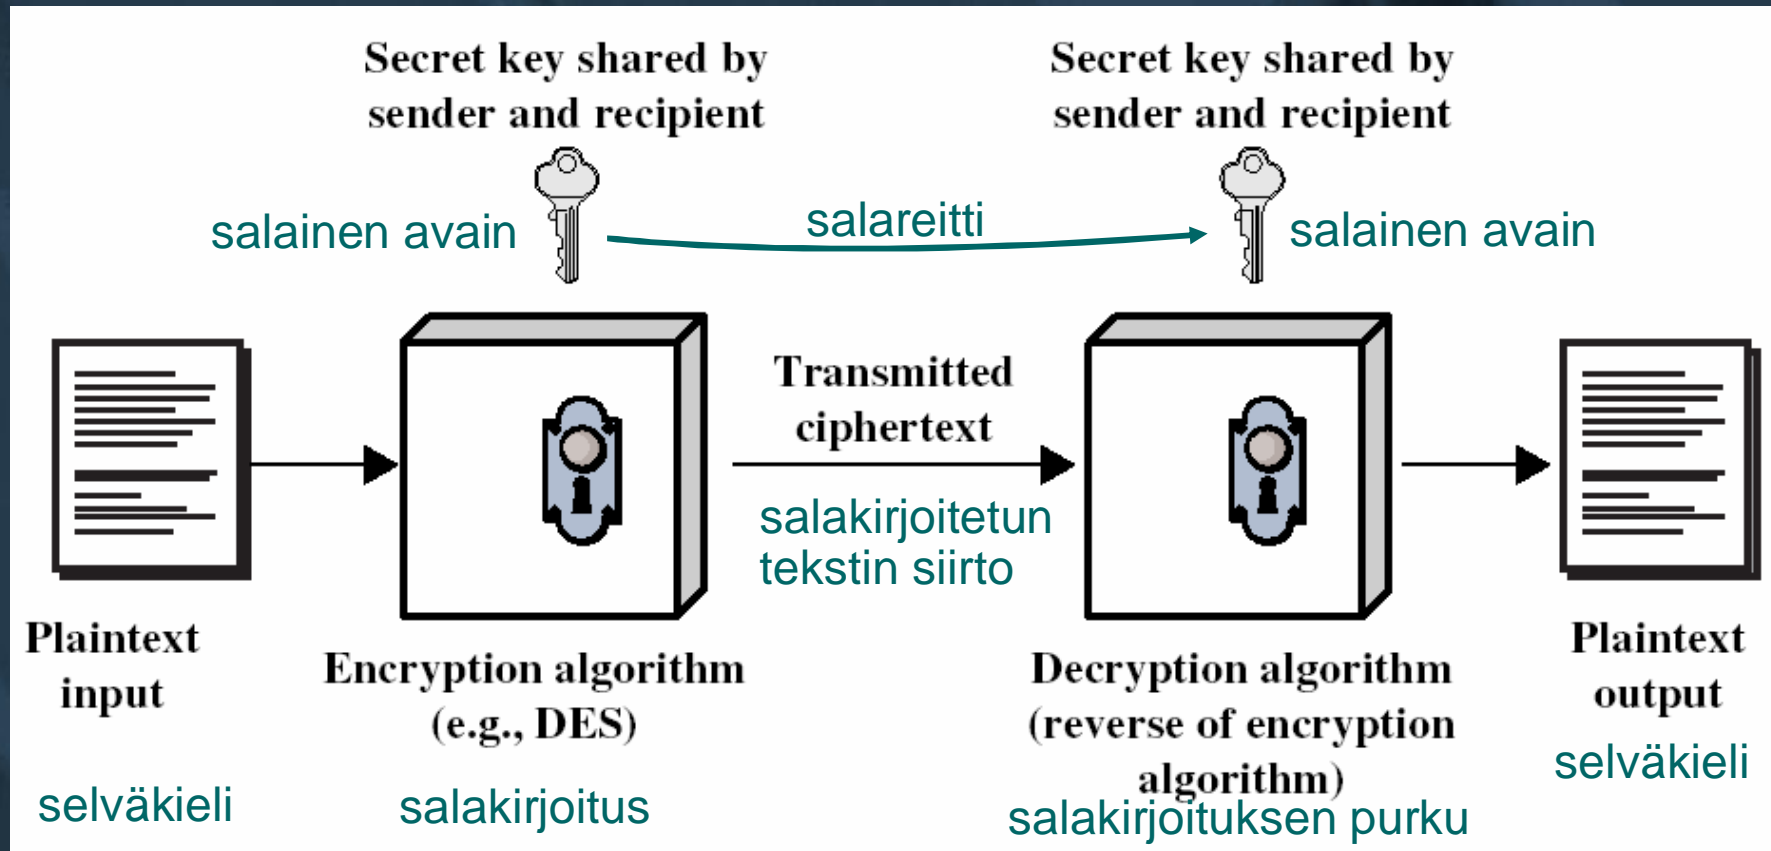 Secret key shared by
sender and recipient
Secret key shared by
sender and recipient
salainen avain
salareitti
salainen avain
Transmitted
ciphertext
salakirjoitetun
tekstin siirto
Plaintext
input
Encryption algorithm
(e.g., DES)
Decryption algorithm
(reverse of encryption
algorithm)
Plaintext
output
selväkieli
salakirjoitus
salakirjoituksen purku
selväkieli